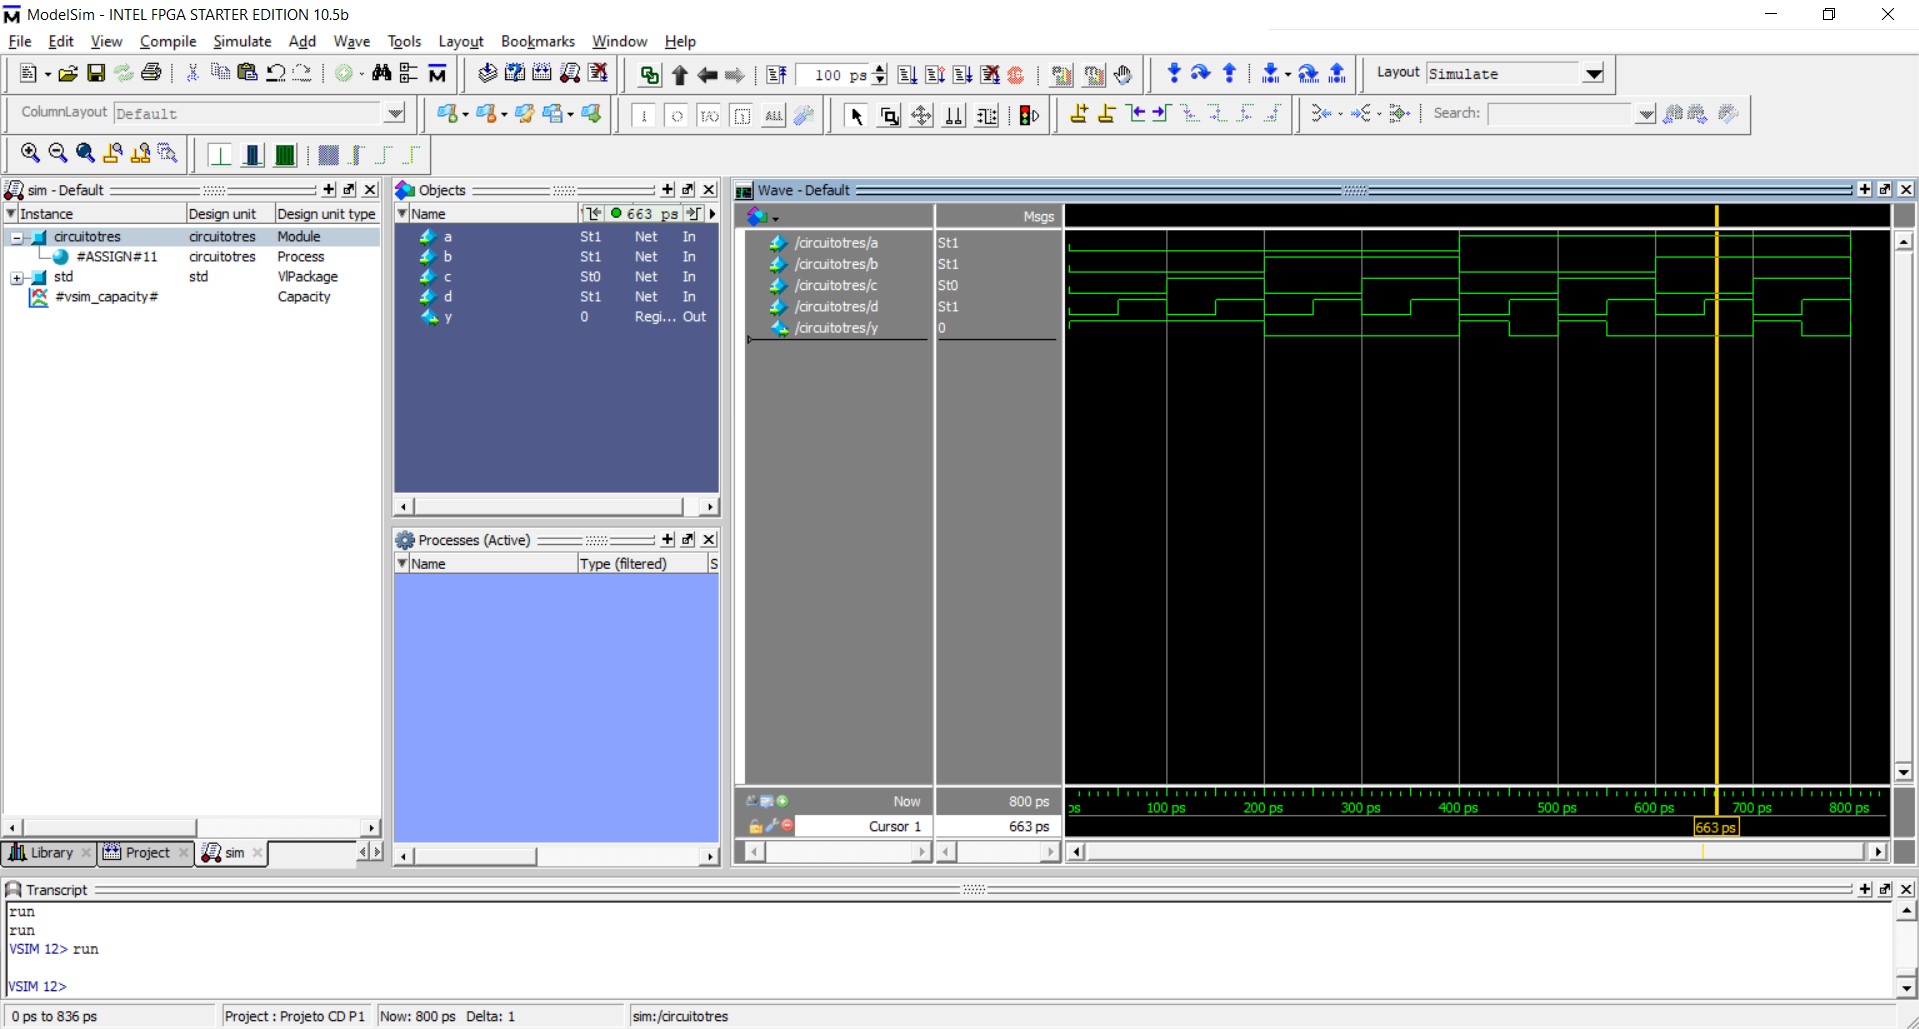 ModelSim - INTEL FPGA STARTER EDITION 10.5b
File Edit View Compile Simulate Add Wave Tools Layout Bookmarks Window Help
100 ps
Layout Simulate
ColumnLayout Default
Search:
sim - Default
Instance Design unit Design unit type
circuitotres circuitotres Module
#ASSIGN#11 circuitotres Process
std std VlPackage
#vsim_capacity# Capacity
Objects
Name 663 ps
a St1 Net In
b St1 Net In
c St0 Net In
d St1 Net In
y 0 Regi... Out
Processes (Active)
Name Type (filtered) S
Wave - Default
Msgs
/circuitotres/a St1
/circuitotres/b St1
/circuitotres/c St0
/circuitotres/d St1
/circuitotres/y 0
Now 800 ps
ps 100 ps 200 ps 300 ps 400 ps 500 ps 600 ps 700 ps 800 ps
Cursor 1 663 ps
663 ps
Library Project sim
Transcript
run
run
VSIM 12> run
VSIM 12>
0 ps to 836 ps Project : Projeto CD P1 Now: 800 ps Delta: 1 sim:/circuitotres